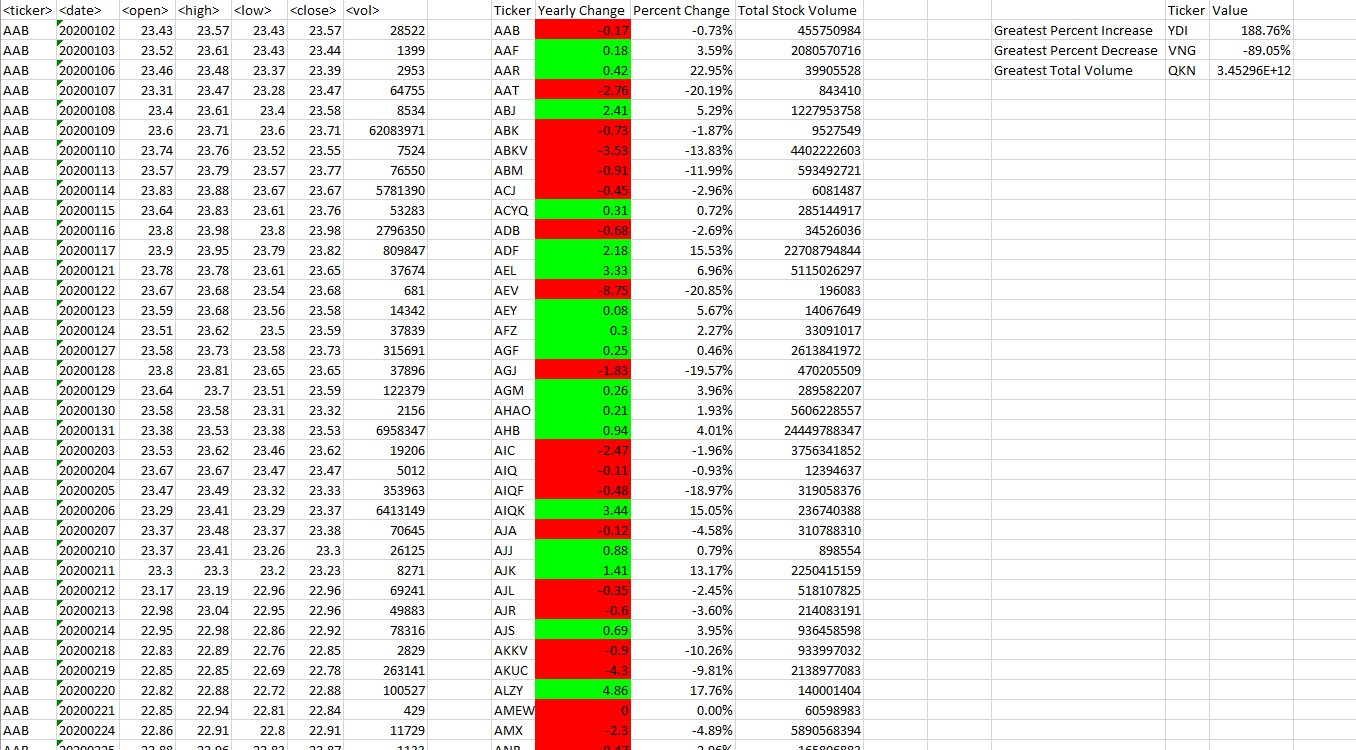 <ticker> <date> <open> <high> <low> <close> <vol> Ticker Yearly Change Percent Change Total Stock Volume Ticker Value
AAB 20200102 23.43 23.57 23.43 23.57 28522 AAB -0.17 -0.73% 455750984 Greatest Percent Increase YDI 188.76%
AAB 20200103 23.52 23.61 23.43 23.44 1399 AAF 0.18 3.59% 2080570716 Greatest Percent Decrease VNG -89.05%
AAB 20200106 23.46 23.48 23.37 23.39 2953 AAR 0.42 22.95% 39905528 Greatest Total Volume QKN 3.45296E+12
AAB 20200107 23.31 23.47 23.28 23.47 64755 AAT -2.76 -20.19% 843410
AAB 20200108 23.4 23.61 23.4 23.58 8534 ABJ 2.41 5.29% 1227953758
AAB 20200109 23.6 23.71 23.6 23.71 62083971 ABK -0.73 -1.87% 9527549
AAB 20200110 23.74 23.76 23.52 23.55 7524 ABKV -3.53 -13.83% 4402222603
AAB 20200113 23.57 23.79 23.57 23.77 76550 ABM -0.91 -11.99% 593492721
AAB 20200114 23.83 23.88 23.67 23.67 5781390 ACJ -0.45 -2.96% 6081487
AAB 20200115 23.64 23.83 23.61 23.76 53283 ACYQ 0.31 0.72% 285144917
AAB 20200116 23.8 23.98 23.8 23.98 2796350 ADB -0.68 -2.69% 34526036
AAB 20200117 23.9 23.95 23.79 23.82 809847 ADF 2.18 15.53% 22708794844
AAB 20200121 23.78 23.78 23.61 23.65 37674 AEL 3.33 6.96% 5115026297
AAB 20200122 23.67 23.68 23.54 23.68 681 AEV -8.75 -20.85% 196083
AAB 20200123 23.59 23.68 23.56 23.58 14342 AEY 0.08 5.67% 14067649
AAB 20200124 23.51 23.62 23.5 23.59 37839 AFZ 0.3 2.27% 33091017
AAB 20200127 23.58 23.73 23.58 23.73 315691 AGF 0.25 0.46% 2613841972
AAB 20200128 23.8 23.81 23.65 23.65 37896 AGJ -1.83 -19.57% 470205509
AAB 20200129 23.64 23.7 23.51 23.59 122379 AGM 0.26 3.96% 289582207
AAB 20200130 23.58 23.58 23.31 23.32 2156 AHAO 0.21 1.93% 5606228557
AAB 20200131 23.38 23.53 23.38 23.53 6958347 AHB 0.94 4.01% 24449788347
AAB 20200203 23.53 23.62 23.46 23.62 19206 AIC -2.47 -1.96% 3756341852
AAB 20200204 23.67 23.67 23.47 23.47 5012 AIQ -0.11 -0.93% 12394637
AAB 20200205 23.47 23.49 23.32 23.33 353963 AIQF -0.48 -18.97% 319058376
AAB 20200206 23.29 23.41 23.29 23.37 6413149 AIQK 3.44 15.05% 236740388
AAB 20200207 23.37 23.48 23.37 23.38 70645 AJA -0.12 -4.58% 310788310
AAB 20200210 23.37 23.41 23.26 23.3 26125 AJJ 0.88 0.79% 898554
AAB 20200211 23.3 23.3 23.2 23.23 8271 AJK 1.41 13.17% 2250415159
AAB 20200212 23.17 23.19 22.96 22.96 69241 AJL -0.35 -2.45% 518107825
AAB 20200213 22.98 23.04 22.95 22.96 49883 AJR -0.6 -3.60% 214083191
AAB 20200214 22.95 22.98 22.86 22.92 78316 AJS 0.69 3.95% 936458598
AAB 20200218 22.83 22.89 22.76 22.85 2829 AKKV -0.9 -10.26% 933997032
AAB 20200219 22.85 22.85 22.69 22.78 263141 AKUC -4.3 -9.81% 2138977083
AAB 20200220 22.82 22.88 22.72 22.88 100527 ALZY 4.86 17.76% 140001404
AAB 20200221 22.85 22.94 22.81 22.84 429 AMEW 0 0.00% 60598983
AAB 20200224 22.86 22.91 22.8 22.91 11729 AMX -2.3 -4.89% 5890568394
AAB